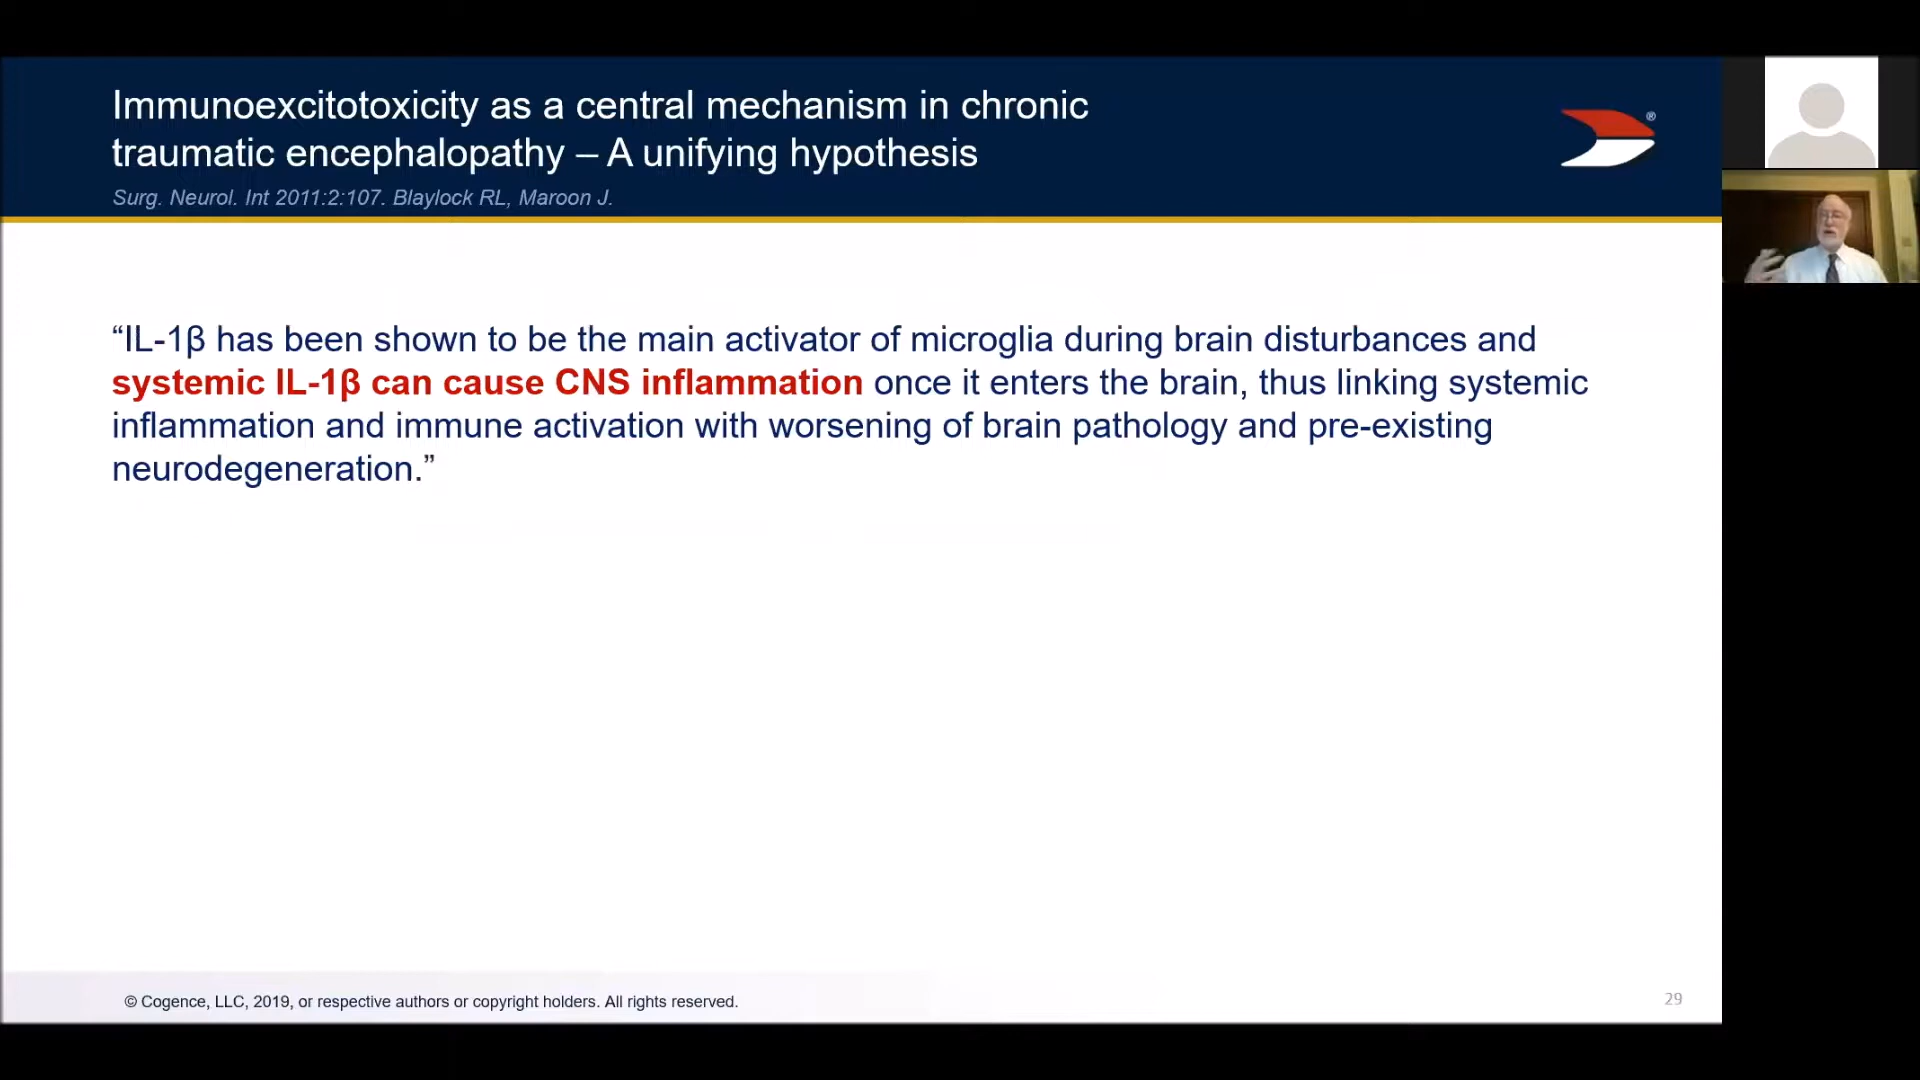 Immunoexcitotoxicity as a central mechanism in chronic
traumatic encephalopathy – A unifying hypothesis
Surg. Neurol. Int 2011:2:107. Blaylock RL, Maroon J.
®
“IL-1β has been shown to be the main activator of microglia during brain disturbances and
systemic IL-1β can cause CNS inflammation once it enters the brain, thus linking systemic
inflammation and immune activation with worsening of brain pathology and pre-existing
neurodegeneration.”
© Cogence, LLC, 2019, or respective authors or copyright holders. All rights reserved.
29